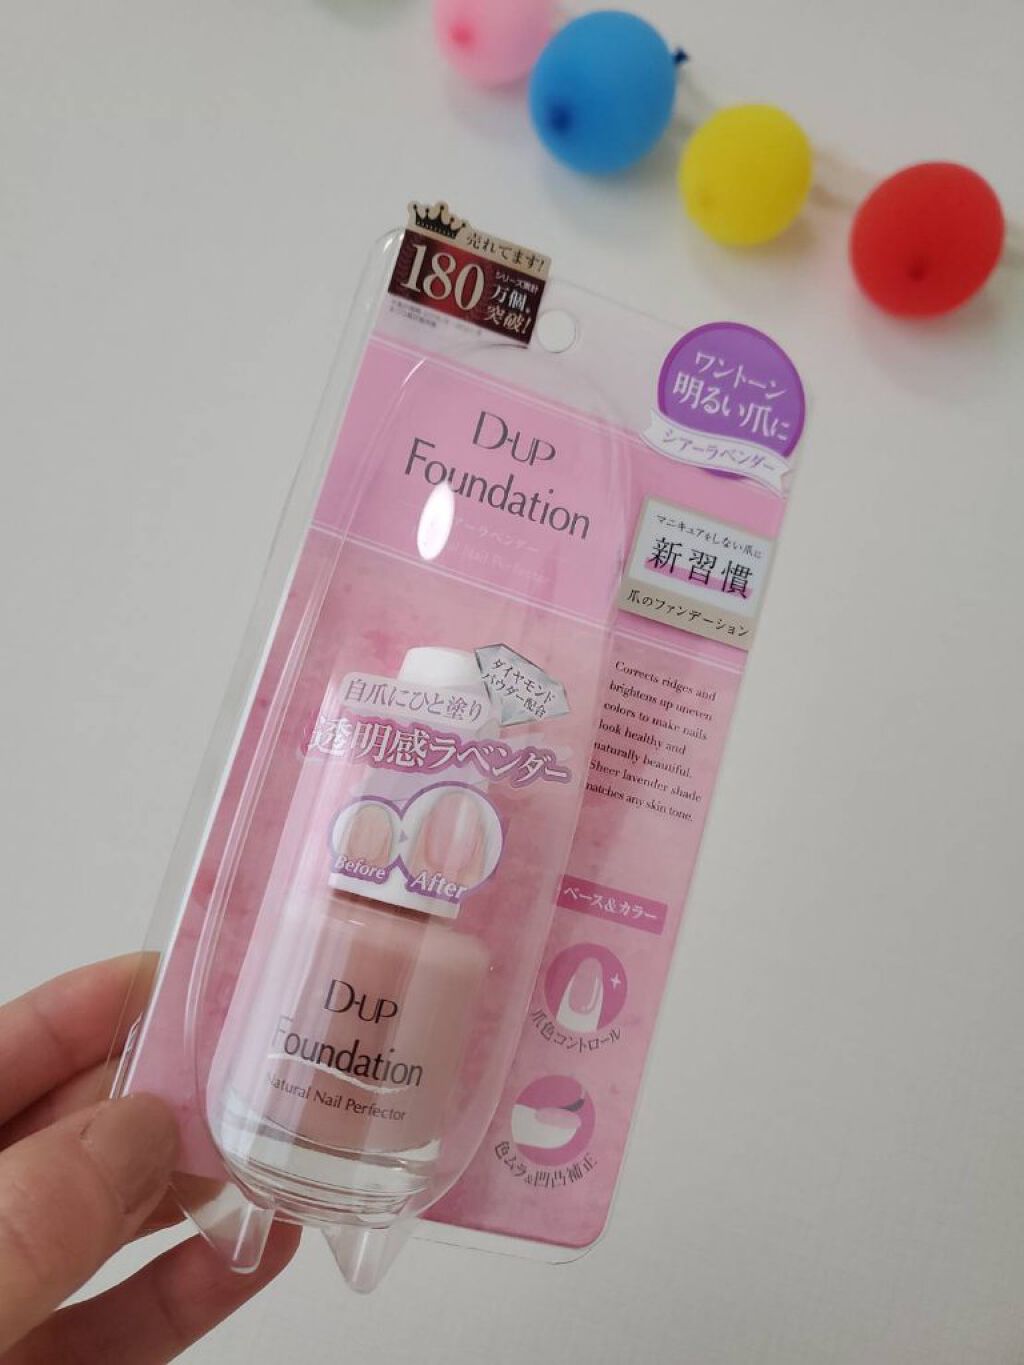 売れてます!
シリーズ累計
180万個、
突破!
ワントーン
明るい爪に
シアーラベンダー
D-UP
Foundation
アーラベンダー
Nail Perfector
マニキュアをしない爪に
新習慣
爪のファンデーション
ダイヤモンド
パウダー配合
自爪にひと塗り
透明感ラベンダー
Before
After
Corrects ridges and
brightens up uneven
colors to make nails
look healthy and
naturally beautiful.
Sheer lavender shade
matches any skin tone.
ベース&カラー
爪色コントロール
色ムラ&凹凸補正
D-UP
Foundation
Natural Nail Perfector